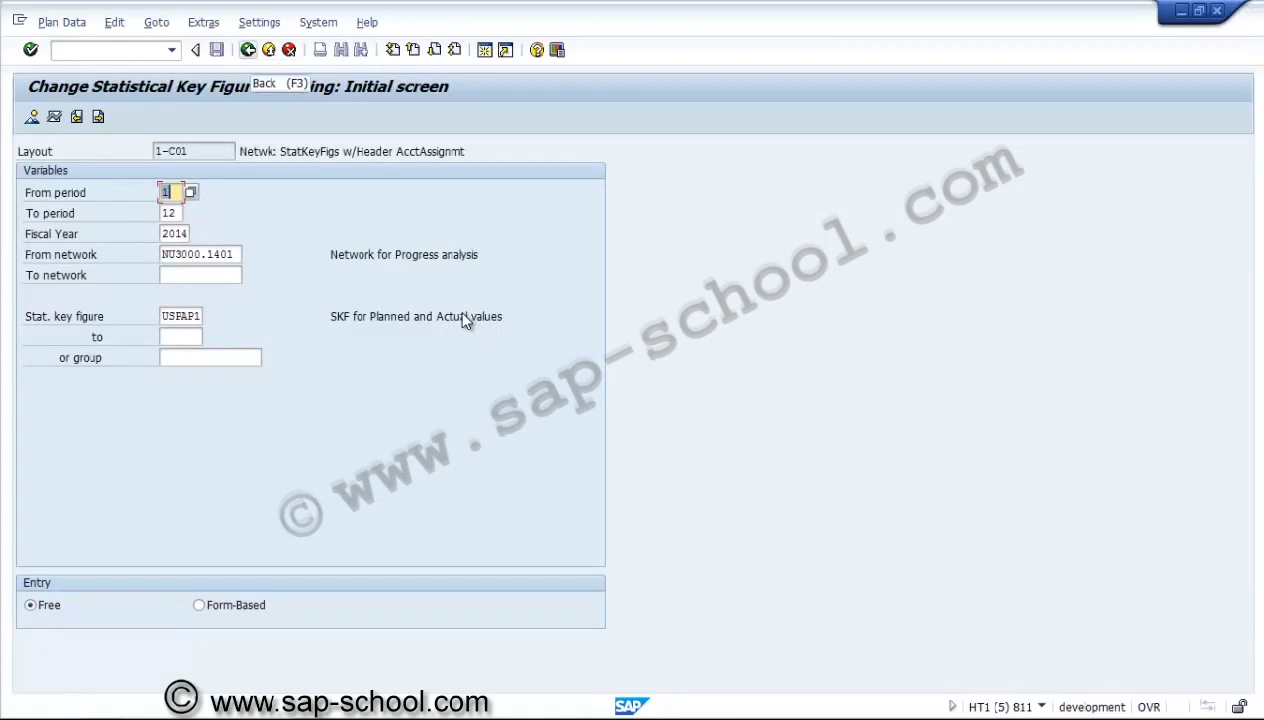 Plan Data Edit Goto Extras Settings System Help
Change Statistical Key Figur Back (F3) ing: Initial screen
Layout 1-C01 Netwk: StatKeyFigs w/Header AcctAssignmt
Variables
From period 1
To period 12
Fiscal Year 2014
From network NU3000.1401 Network for Progress analysis
To network
Stat. key figure USPAP1 SKF for Planned and Actual values
to
or group
© www.sap-school.com
Entry
Free Form-Based
© www.sap-school.com
SAP HT1 (5) 811 development OVR